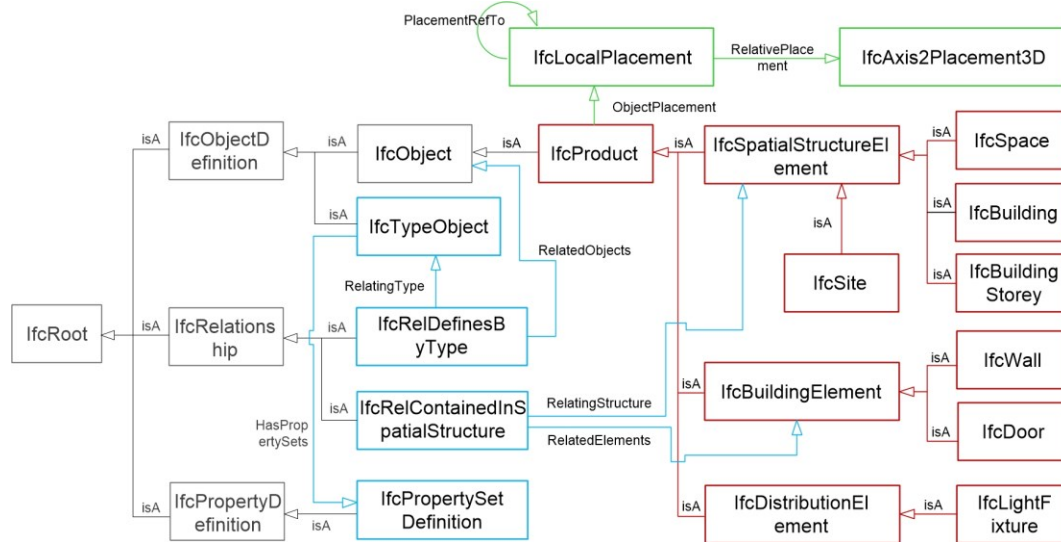 PlacementRefTo
IfcLocalPlacement
RelativePlace
ment
IfcAxis2Placement3D
ObjectPlacement
isA
IfcObjectD
efinition
isA
IfcObject
isA
IfcProduct
isA
IfcSpatialStructureEl
ement
isA
IfcSpace
isA
IfcBuilding
isA
IfcBuilding
Storey
isA
IfcSite
isA
IfcTypeObject
RelatedObjects
RelatingType
IfcRoot
isA
IfcRelations
hip
isA
IfcRelDefinesB
yType
isA
IfcRelContainedInS
patialStructure
RelatingStructure
RelatedElements
isA
IfcBuildingElement
isA
IfcWall
isA
IfcDoor
HasProp
ertySets
isA
IfcPropertyD
efinition
isA
IfcPropertySet
Definition
isA
IfcDistributionEl
ement
isA
IfcLightF
ixture